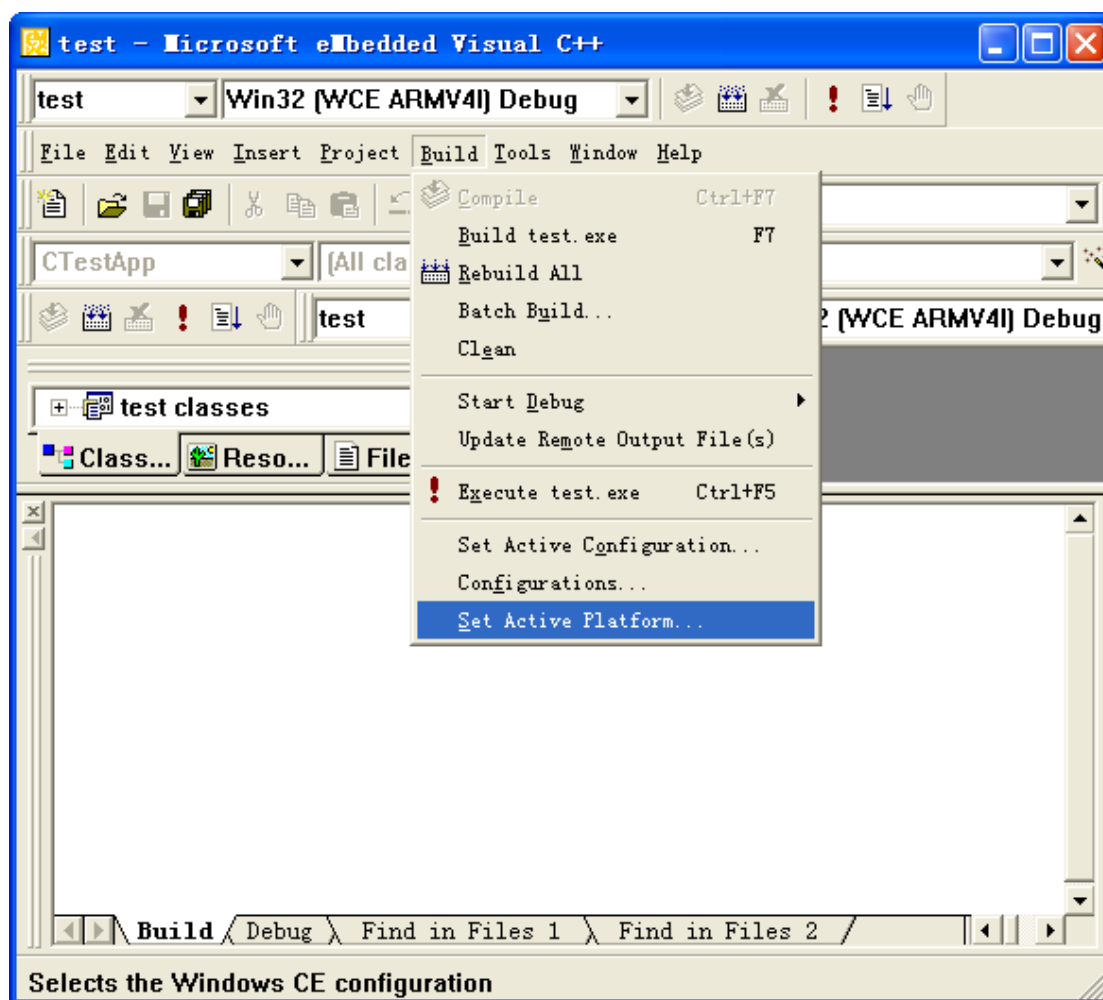 test - Microsoft eMbedded Visual C++
test Win32 (WCE ARMV4I) Debug
File Edit View Insert Project Build Tools Window Help
Compile Ctrl+F7
Build test.exe F7
CTestApp (All cla
Rebuild All
Batch Build...
test 2 (WCE ARMV4I) Debug
Clean
test classes
Start Debug
Update Remote Output File(s)
Class... Reso... File
Execute test.exe Ctrl+F5
Set Active Configuration...
Configurations...
Set Active Platform...
Build Debug Find in Files 1 Find in Files 2
Selects the Windows CE configuration